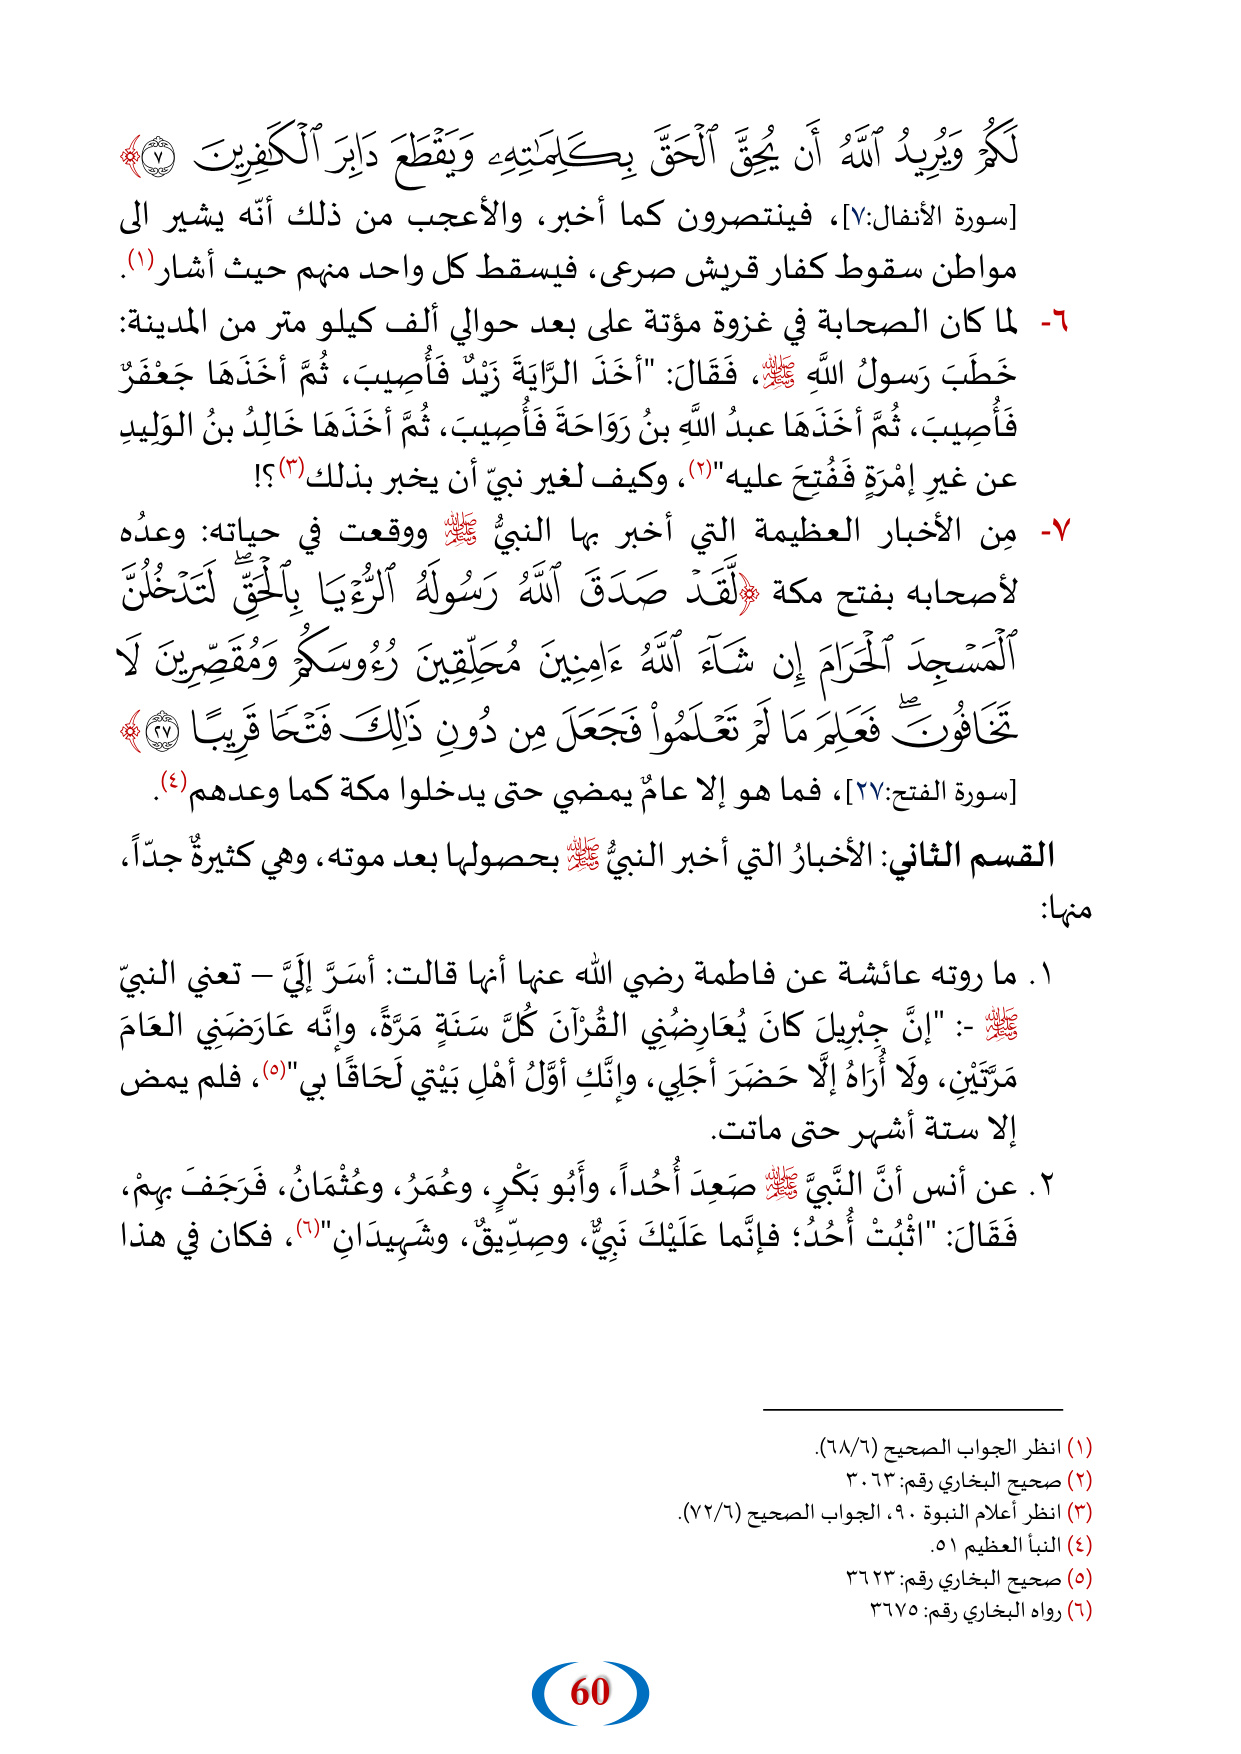 لَكُمۡ وَيُرِيدُ ٱللَّهُ أَن يُحِقَّ ٱلۡحَقَّ بِكَلِمَٰتِهِۦ وَيَقۡطَعَ دَابِرَ ٱلۡكَٰفِرِينَ ٧﴾
[سورة الأنفال:٧]، فينتصرون كما أخبر، والأعجب من ذلك أنّه يشير الى
مواطن سقوط كفار قريش صرعى، فيسقط كل واحد منهم حيث أشار(١).
٦- لما كان الصحابة في غزوة مؤتة على بعد حوالي ألف كيلو متر من المدينة:
خَطَبَ رَسولُ اللَّهِ ﷺ، فَقَالَ: "أخَذَ الرَّايَةَ زَيْدٌ فَأُصِيبَ، ثُمَّ أخَذَهَا جَعْفَرٌ
فَأُصِيبَ، ثُمَّ أخَذَهَا عبدُ اللَّهِ بنُ رَوَاحَةَ فَأُصِيبَ، ثُمَّ أخَذَهَا خَالِدُ بنُ الوَلِيدِ
عن غيرِ إمْرَةٍ فَفُتِحَ عليه"(٢)، وكيف لغير نبيّ أن يخبر بذلك(٣)؟!
٧- مِن الأخبار العظيمة التي أخبر بها النبيُّ ﷺ ووقعت في حياته: وعدُه
لأصحابه بفتح مكة ﴿لَّقَدۡ صَدَقَ ٱللَّهُ رَسُولَهُ ٱلرُّءۡيَا بِٱلۡحَقِّۖ لَتَدۡخُلُنَّ
ٱلۡمَسۡجِدَ ٱلۡحَرَامَ إِن شَآءَ ٱللَّهُ ءَامِنِينَ مُحَلِّقِينَ رُءُوسَكُمۡ وَمُقَصِّرِينَ لَا
تَخَافُونَۖ فَعَلِمَ مَا لَمۡ تَعۡلَمُواْ فَجَعَلَ مِن دُونِ ذَٰلِكَ فَتۡحٗا قَرِيبًا ٢٧﴾
[سورة الفتح:٢٧]، فما هو إلا عامٌ يمضي حتى يدخلوا مكة كما وعدهم(٤).
القسم الثاني: الأخبارُ التي أخبر النبيُّ ﷺ بحصولها بعد موته، وهي كثيرةٌ جدّاً،
منها:
١. ما روته عائشة عن فاطمة رضي الله عنها أنها قالت: أسَرَّ إلَيَّ – تعني النبيّ
ﷺ -: "إنَّ جِبْرِيلَ كانَ يُعَارِضُنِي القُرْآنَ كُلَّ سَنَةٍ مَرَّةً، وإنَّه عَارَضَنِي العَامَ
مَرَّتَيْنِ، ولَا أُرَاهُ إلَّا حَضَرَ أجَلِي، وإنَّكِ أوَّلُ أهْلِ بَيْتي لَحَاقًا بي"(٥)، فلم يمض
إلا ستة أشهر حتى ماتت.
٢. عن أنس أنَّ النَّبيَّ ﷺ صَعِدَ أُحُداً، وأَبُو بَكْرٍ، وعُمَرُ، وعُثْمَانُ، فَرَجَفَ بِهِمْ،
فَقَالَ: "اثْبُتْ أُحُدُ؛ فإنَّما عَلَيْكَ نَبِيٌّ، وصِدِّيقٌ، وشَهِيدَانِ"(٦)، فكان في هذا
(١) انظر الجواب الصحيح (٦٨/٦).
(٢) صحيح البخاري رقم: ٣٠٦٣
(٣) انظر أعلام النبوة ٩٠، الجواب الصحيح (٧٢/٦).
(٤) النبأ العظيم ٥١.
(٥) صحيح البخاري رقم: ٣٦٢٣
(٦) رواه البخاري رقم: ٣٦٧٥
60